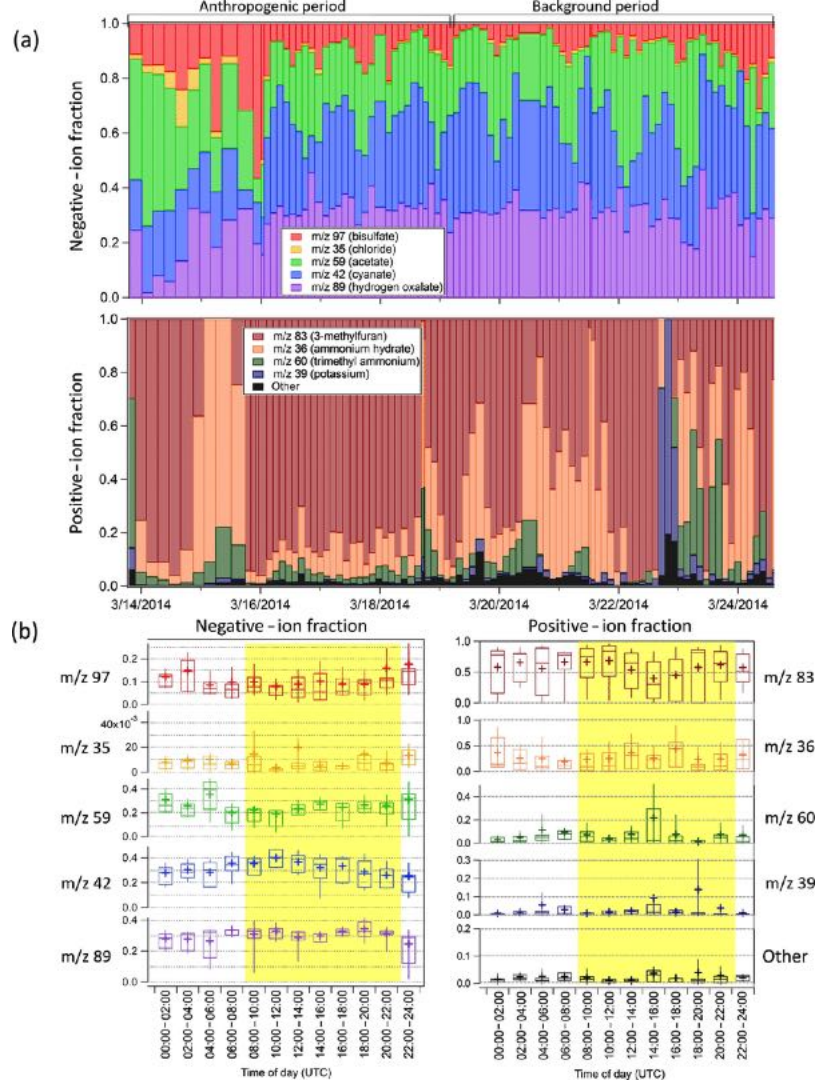 Anthropogenic period Background period
(a)
Negative-ion fraction
1.0
0.8
0.6
0.4
0.2
0.0
m/z 97 (bisulfate)
m/z 35 (chloride)
m/z 59 (acetate)
m/z 42 (cyanate)
m/z 89 (hydrogen oxalate)
Positive-ion fraction
1.0
0.8
0.6
0.4
0.2
0.0
m/z 83 (3-methylfuran)
m/z 36 (ammonium hydrate)
m/z 60 (trimethyl ammonium)
m/z 39 (potassium)
Other
3/14/2014 3/16/2014 3/18/2014 3/20/2014 3/22/2014 3/24/2014
(b)
Negative-ion fraction
m/z 97
0.2
0.1
0.0
m/z 35
40x10⁻³
20
0
m/z 59
0.4
0.2
0.0
m/z 42
0.4
0.2
0.0
m/z 89
0.4
0.2
0.0
00:00-02:00
02:00-04:00
04:00-06:00
06:00-08:00
08:00-10:00
10:00-12:00
12:00-14:00
14:00-16:00
16:00-18:00
18:00-20:00
20:00-22:00
22:00-24:00
Time of day (UTC)
Positive-ion fraction
1.0
0.5
0.0
m/z 83
1.0
0.5
0.0
m/z 36
0.4
0.2
0.0
m/z 60
0.3
0.2
0.1
0.0
m/z 39
0.2
0.1
0.0
Other
00:00-02:00
02:00-04:00
04:00-06:00
06:00-08:00
08:00-10:00
10:00-12:00
12:00-14:00
14:00-16:00
16:00-18:00
18:00-20:00
20:00-22:00
22:00-24:00
Time of day (UTC)